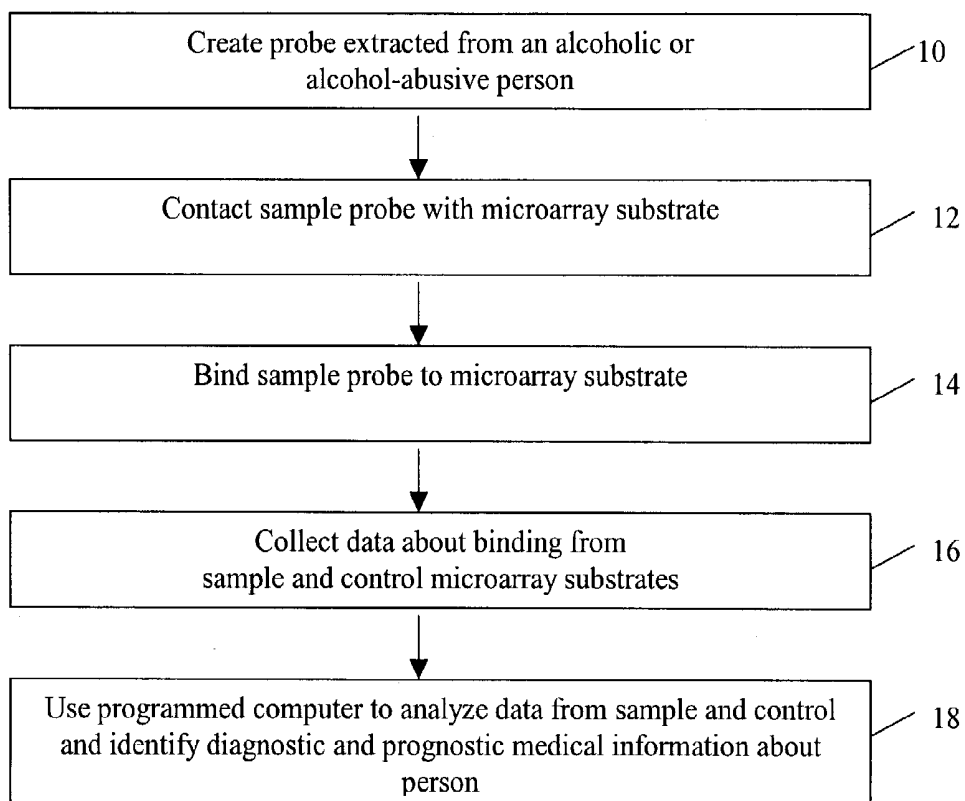 Create probe extracted from an alcoholic or
alcohol-abusive person
10
Contact sample probe with microarray substrate
12
Bind sample probe to microarray substrate
14
Collect data about binding from
sample and control microarray substrates
16
Use programmed computer to analyze data from sample and control
and identify diagnostic and prognostic medical information about
person
18